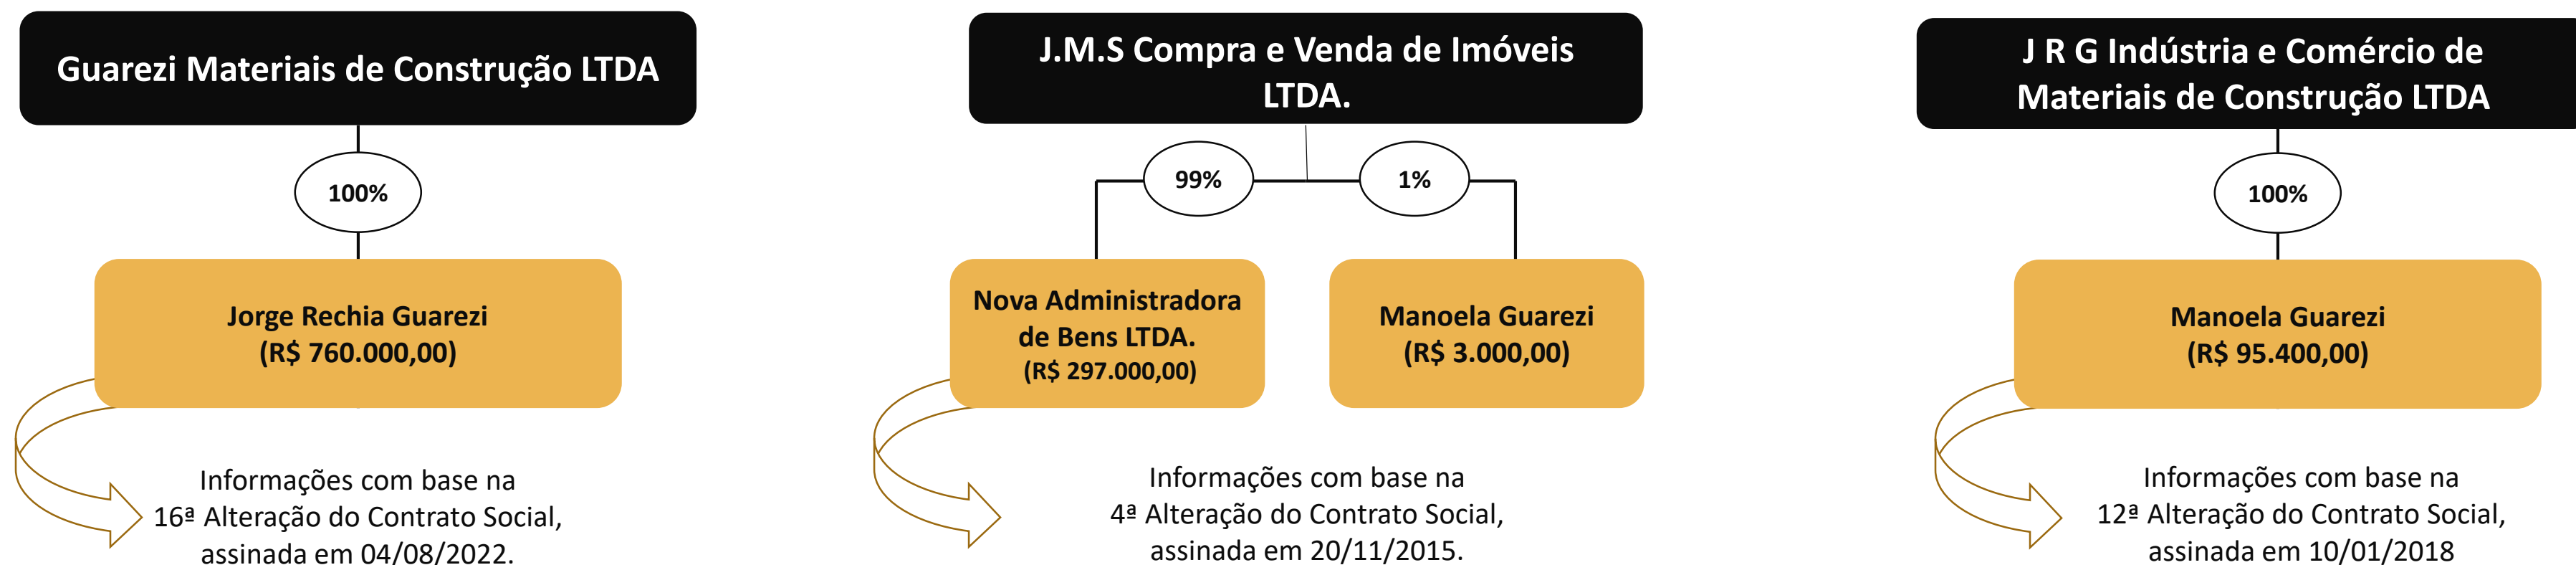 Guarezi Materiais de Construção LTDA
100%
Jorge Rechia Guarezi
(R$ 760.000,00)
Informações com base na
16ª Alteração do Contrato Social,
assinada em 04/08/2022.
J.M.S Compra e Venda de Imóveis
LTDA.
99%
1%
Nova Administradora
de Bens LTDA.
(R$ 297.000,00)
Manoela Guarezi
(R$ 3.000,00)
Informações com base na
4ª Alteração do Contrato Social,
assinada em 20/11/2015.
J R G Indústria e Comércio de
Materiais de Construção LTDA
100%
Manoela Guarezi
(R$ 95.400,00)
Informações com base na
12ª Alteração do Contrato Social,
assinada em 10/01/2018